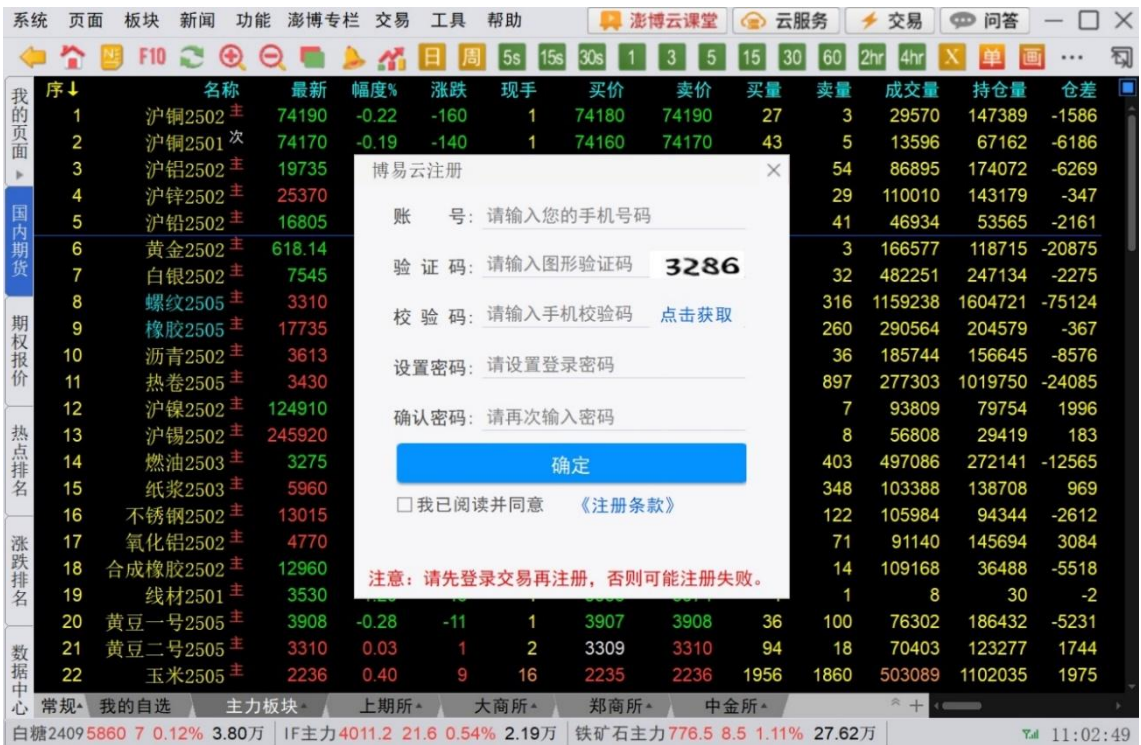 系统 页面 板块 新闻 功能 澎博专栏 交易 工具 帮助 澎博云课堂 云服务 交易 问答
F10 日 周 5s 15s 30s 1 3 5 15 30 60 2hr 4hr X 单 画 ...
我的页面
国内期货
期权报价
热点排名
涨跌排名
数据中心
序↓ 名称 最新 幅度% 涨跌 现手 买价 卖价 买量 卖量 成交量 持仓量 仓差
1 沪铜2502 主 74190 -0.22 -160 1 74180 74190 27 3 29570 147389 -1586
2 沪铜2501 次 74170 -0.19 -140 1 74160 74170 43 5 13596 67162 -6186
3 沪铝2502 主 19735 54 86895 174072 -6269
4 沪锌2502 主 25370 29 110010 143179 -347
5 沪铅2502 主 16805 41 46934 53565 -2161
6 黄金2502 主 618.14 3 166577 118715 -20875
7 白银2502 主 7545 32 482251 247134 -2275
8 螺纹2505 主 3310 316 1159238 1604721 -75124
9 橡胶2505 主 17735 260 290564 204579 -367
10 沥青2502 主 3613 36 185744 156645 -8576
11 热卷2505 主 3430 897 277303 1019750 -24085
12 沪镍2502 主 124910 7 93809 79754 1996
13 沪锡2502 主 245920 8 56808 29419 183
14 燃油2503 主 3275 403 497086 272141 -12565
15 纸浆2503 主 5960 348 103388 138708 969
16 不锈钢2502 主 13015 122 105984 94344 -2612
17 氧化铝2502 主 4770 71 91140 145694 3084
18 合成橡胶2502 主 12960 14 109168 36488 -5518
19 线材2501 主 3530 1 8 30 -2
20 黄豆一号2505 主 3908 -0.28 -11 1 3907 3908 36 100 76302 186432 -5231
21 黄豆二号2505 主 3310 0.03 1 2 3309 3310 94 18 70403 123277 1744
22 玉米2505 主 2236 0.40 9 16 2235 2236 1956 1860 503089 1102035 1975
博易云注册
账 号: 请输入您的手机号码
验 证 码: 请输入图形验证码 3286
校 验 码: 请输入手机校验码 点击获取
设置密码: 请设置登录密码
确认密码: 请再次输入密码
确定
我已阅读并同意 《注册条款》
注意：请先登录交易再注册，否则可能注册失败。
常规 我的自选 主力板块 上期所 大商所 郑商所 中金所
白糖2409 5860 7 0.12% 3.80万 IF主力 4011.2 21.6 0.54% 2.19万 铁矿石主力 776.5 8.5 1.11% 27.62万 11:02:49